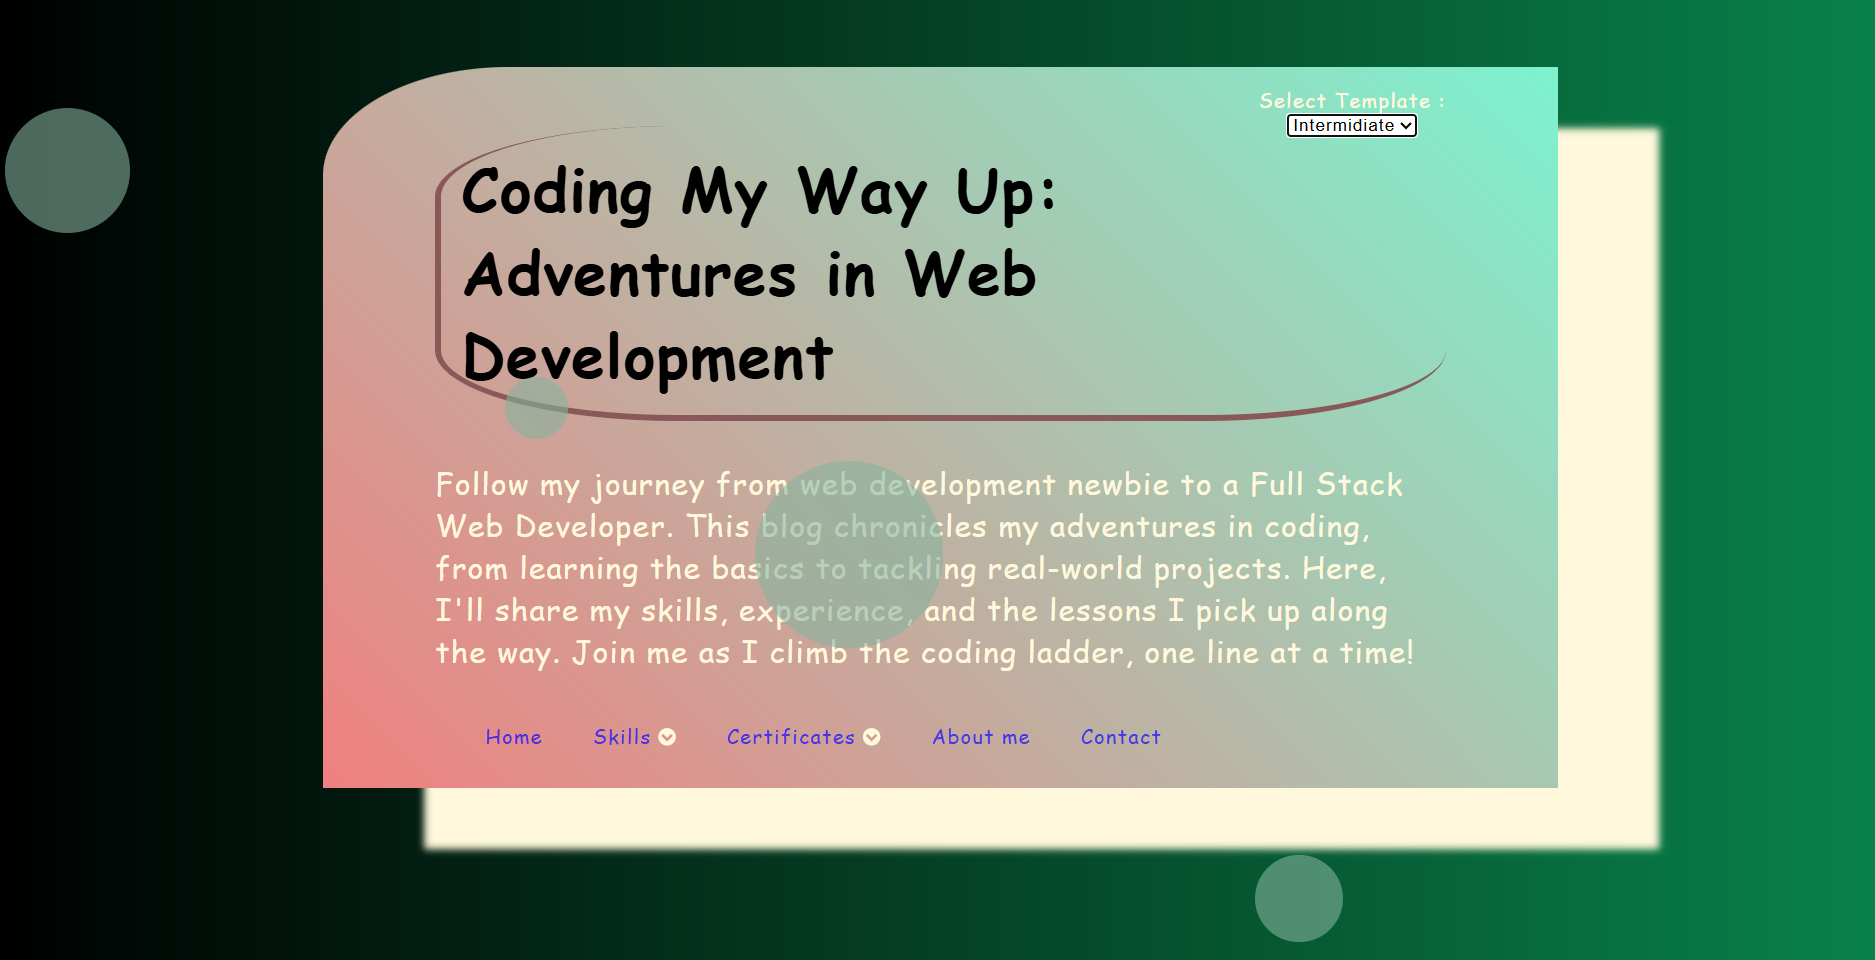 Select Template :
Intermidiate
Coding My Way Up:
Adventures in Web
Development
Follow my journey from web development newbie to a Full Stack
Web Developer. This blog chronicles my adventures in coding,
from learning the basics to tackling real-world projects. Here,
I'll share my skills, experience, and the lessons I pick up along
the way. Join me as I climb the coding ladder, one line at a time!
Home Skills Certificates About me Contact